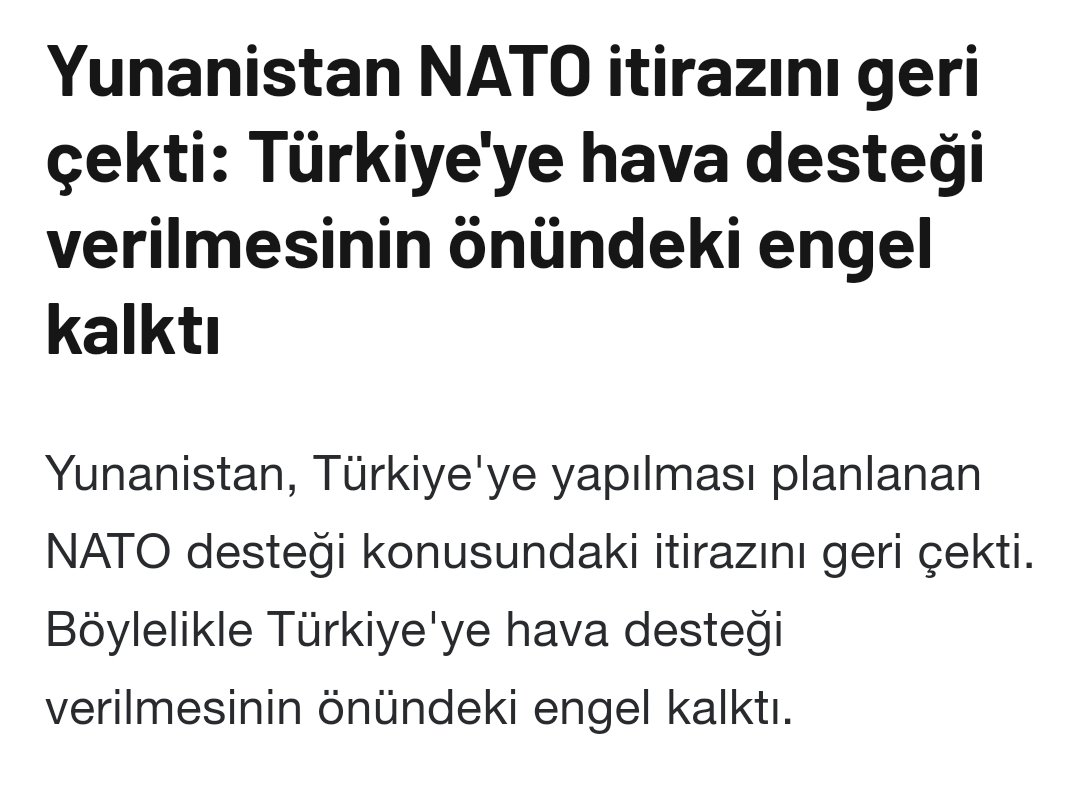 Yunanistan NATO itirazını geri
çekti: Türkiye'ye hava desteği
verilmesinin önündeki engel
kalktı
Yunanistan, Türkiye'ye yapılması planlanan
NATO desteği konusundaki itirazını geri çekti.
Böylelikle Türkiye'ye hava desteği
verilmesinin önündeki engel kalktı.